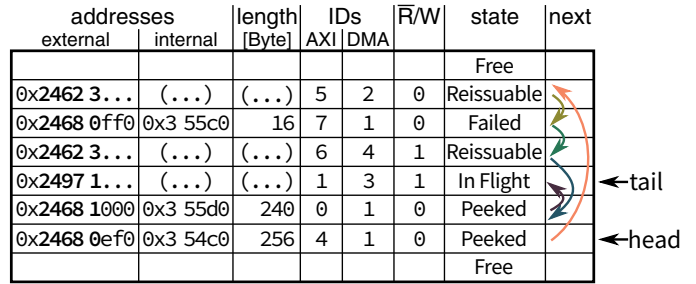 addresses length IDs R̅/W state next
external internal [Byte] AXI DMA
Free
0x2462 3... (...) (...) 5 2 0 Reissuable
0x2468 0ff0 0x3 55c0 16 7 1 0 Failed
0x2462 3... (...) (...) 6 4 1 Reissuable
0x2497 1... (...) (...) 1 3 1 In Flight tail
0x2468 1000 0x3 55d0 240 0 1 0 Peeked
0x2468 0ef0 0x3 54c0 256 4 1 0 Peeked head
Free